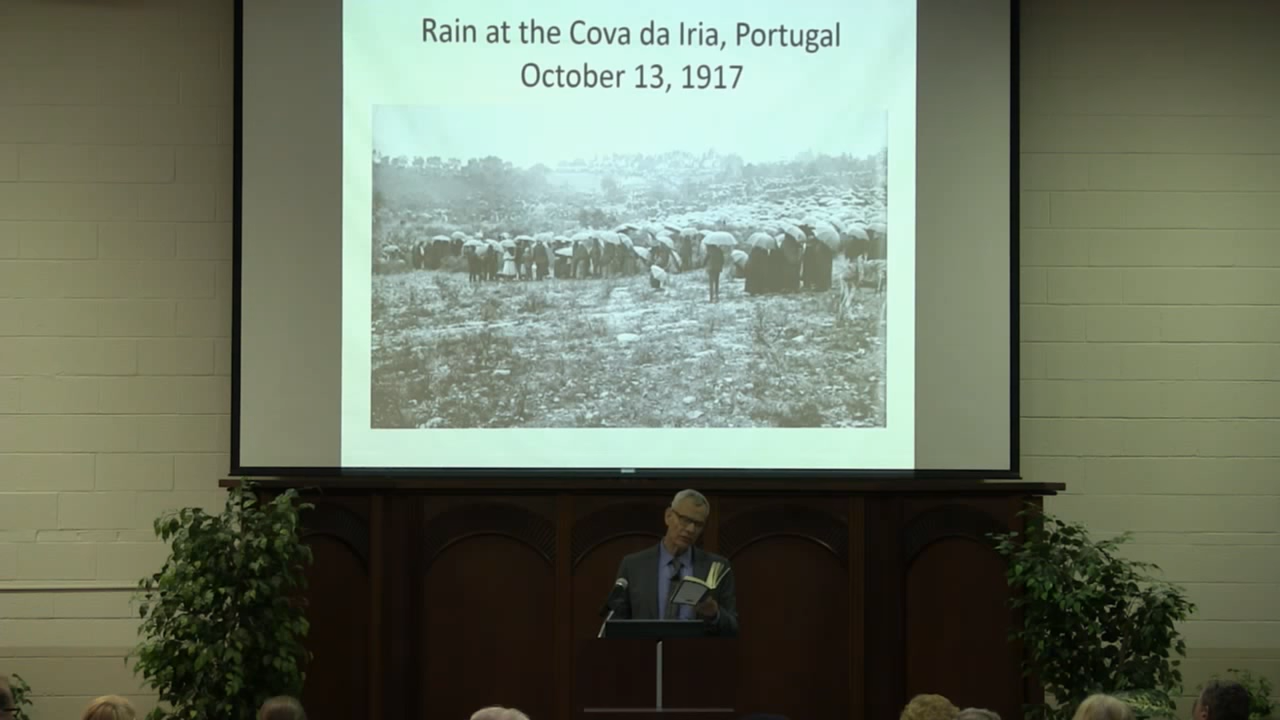 Rain at the Cova da Iria, Portugal
October 13, 1917